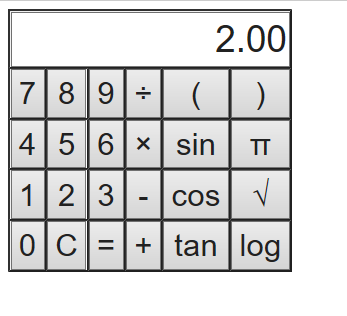 2.00
7 8 9 ÷ ( )
4 5 6 × sin π
1 2 3 - cos √
0 C = + tan log